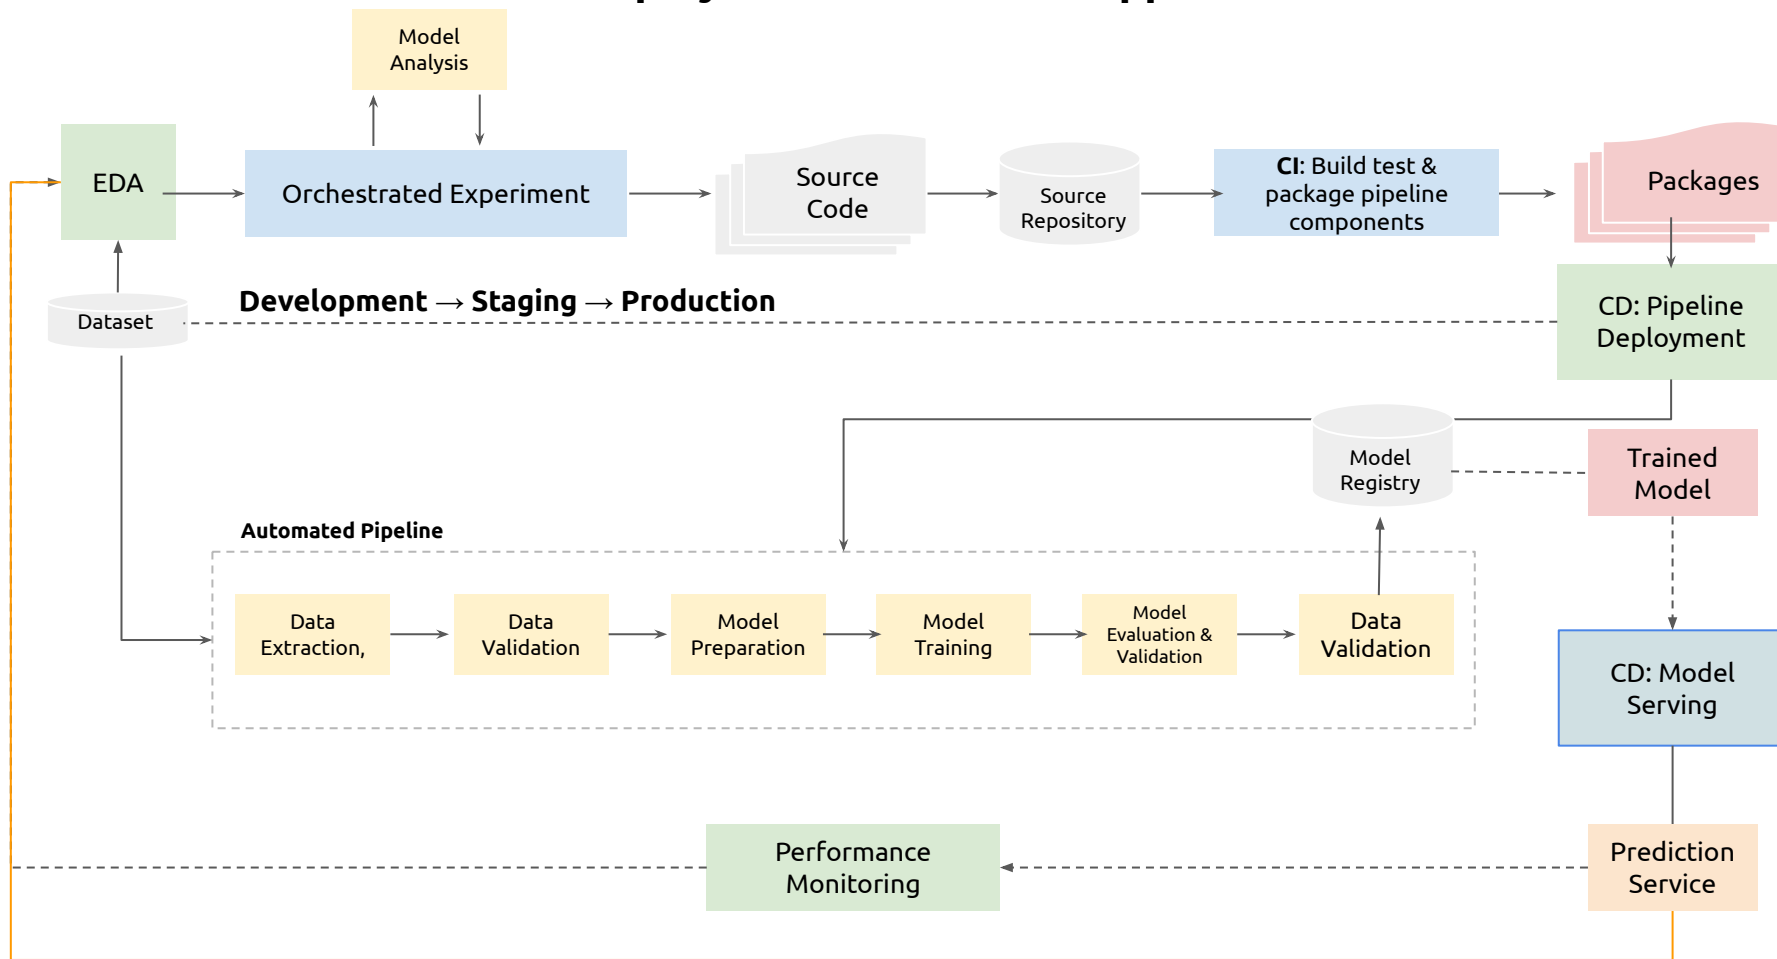 Model
Analysis
EDA
Orchestrated Experiment
Source
Code
Source
Repository
CI: Build test &
package pipeline
components
Packages
Dataset
Development → Staging → Production
CD: Pipeline
Deployment
Model
Registry
Trained
Model
Automated Pipeline
Data
Extraction,
Data
Validation
Model
Preparation
Model
Training
Model
Evaluation &
Validation
Data
Validation
CD: Model
Serving
Performance
Monitoring
Prediction
Service